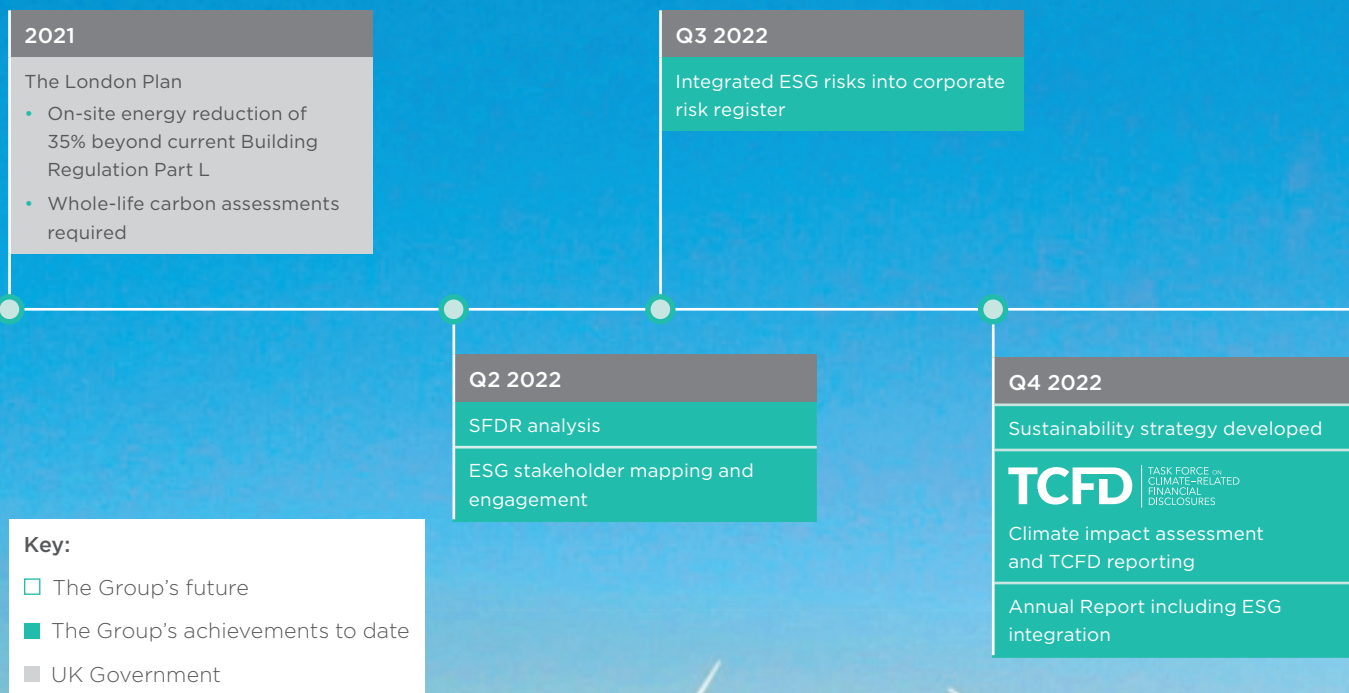 2021
The London Plan
• On-site energy reduction of
35% beyond current Building
Regulation Part L
• Whole-life carbon assessments
required
Q2 2022
SFDR analysis
ESG stakeholder mapping and
engagement
Q3 2022
Integrated ESG risks into corporate
risk register
Q4 2022
Sustainability strategy developed
TCFD
TASK FORCE ON
CLIMATE-RELATED
FINANCIAL
DISCLOSURES
Climate impact assessment
and TCFD reporting
Annual Report including ESG
integration
Key:
The Group's future
The Group's achievements to date
UK Government